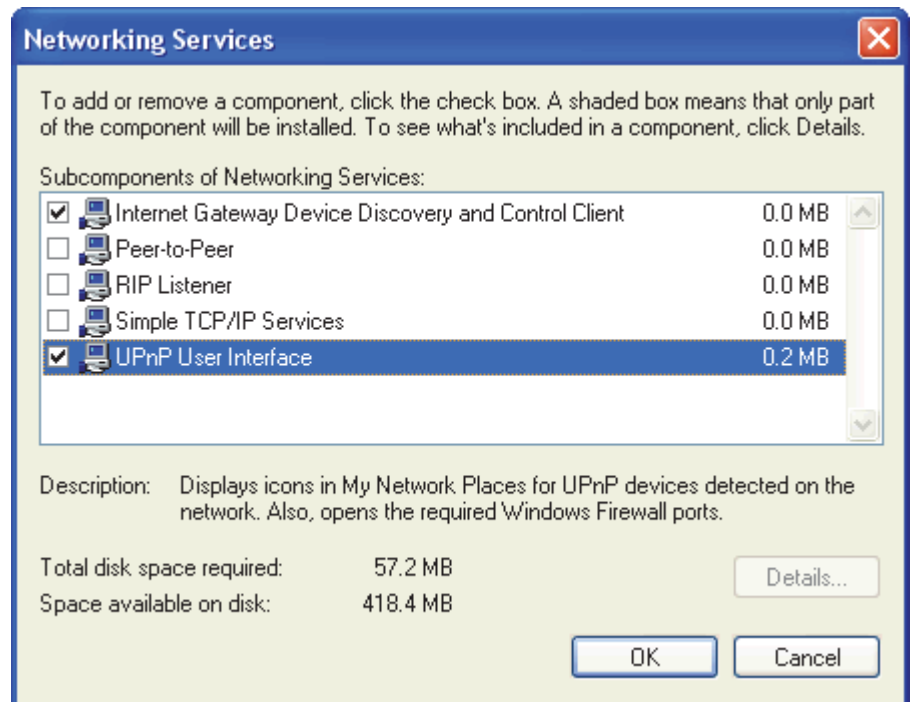 Networking Services
To add or remove a component, click the check box. A shaded box means that only part
of the component will be installed. To see what's included in a component, click Details.
Subcomponents of Networking Services:
Internet Gateway Device Discovery and Control Client 0.0 MB
Peer-to-Peer 0.0 MB
RIP Listener 0.0 MB
Simple TCP/IP Services 0.0 MB
UPnP User Interface 0.2 MB
Description: Displays icons in My Network Places for UPnP devices detected on the
network. Also, opens the required Windows Firewall ports.
Total disk space required: 57.2 MB
Space available on disk: 418.4 MB
Details...
OK Cancel